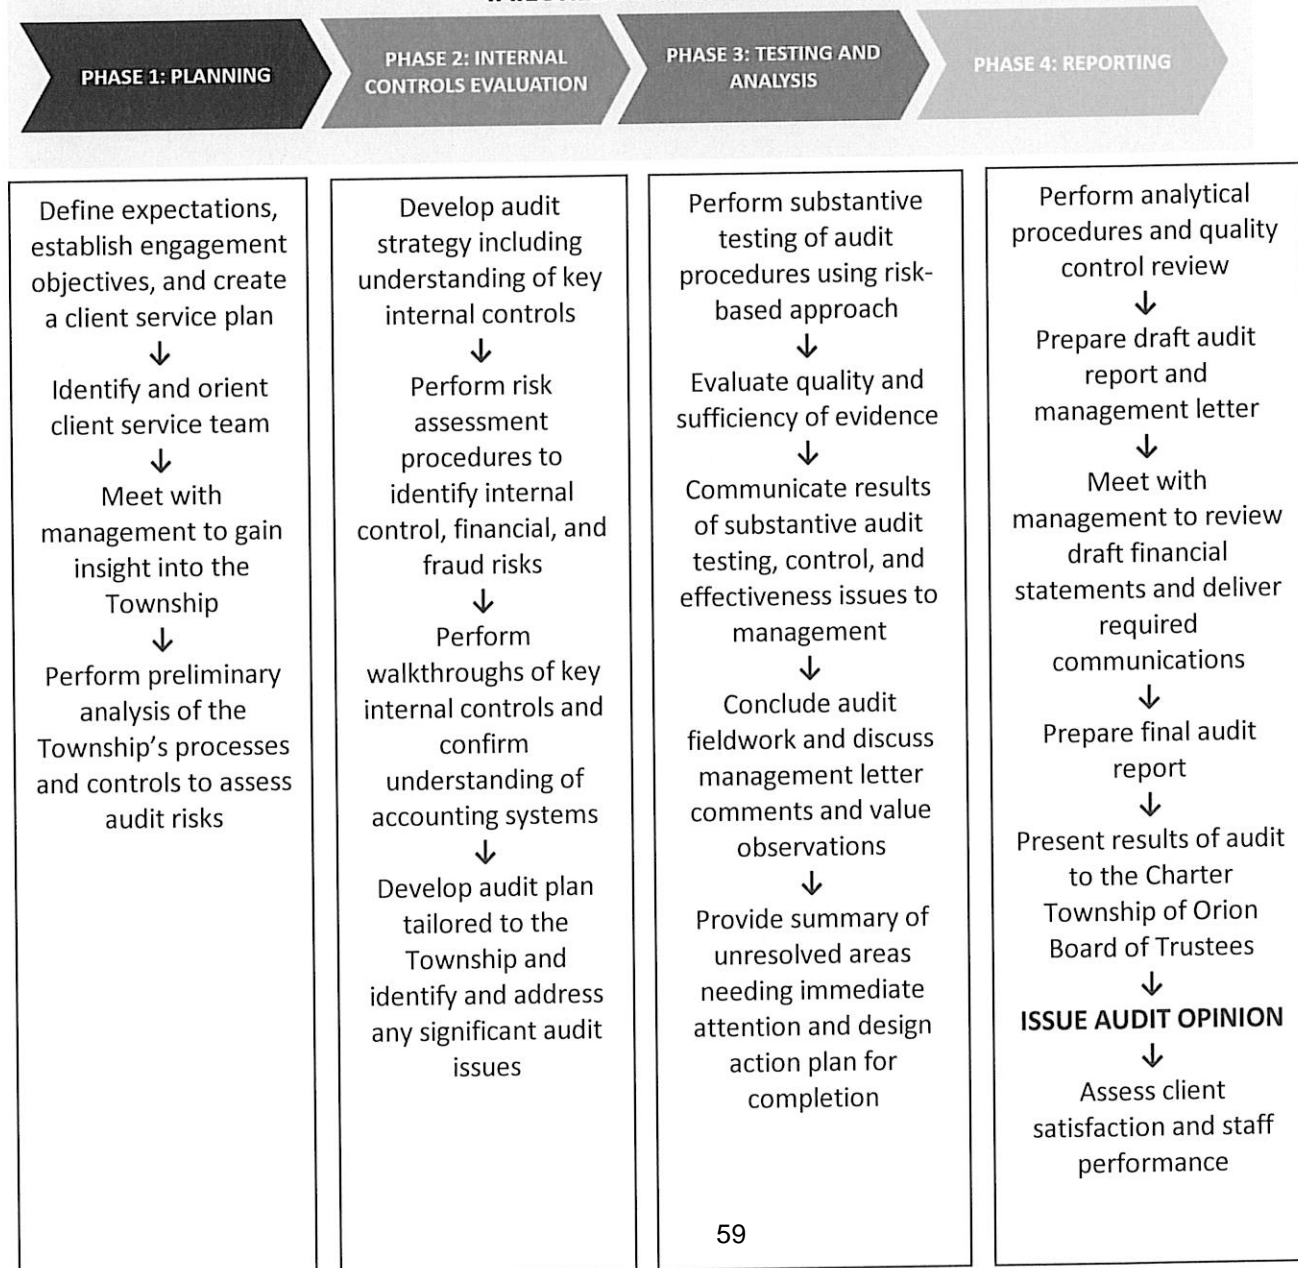 PHASE 1: PLANNING
PHASE 2: INTERNAL
CONTROLS EVALUATION
PHASE 3: TESTING AND
ANALYSIS
PHASE 4: REPORTING
Define expectations,
establish engagement
objectives, and create
a client service plan
↓
Identify and orient
client service team
↓
Meet with
management to gain
insight into the
Township
↓
Perform preliminary
analysis of the
Township's processes
and controls to assess
audit risks
Develop audit
strategy including
understanding of key
internal controls
↓
Perform risk
assessment
procedures to
identify internal
control, financial, and
fraud risks
↓
Perform
walkthroughs of key
internal controls and
confirm
understanding of
accounting systems
↓
Develop audit plan
tailored to the
Township and
identify and address
any significant audit
issues
Perform substantive
testing of audit
procedures using risk-
based approach
↓
Evaluate quality and
sufficiency of evidence
↓
Communicate results
of substantive audit
testing, control, and
effectiveness issues to
management
↓
Conclude audit
fieldwork and discuss
management letter
comments and value
observations
↓
Provide summary of
unresolved areas
needing immediate
attention and design
action plan for
completion
Perform analytical
procedures and quality
control review
↓
Prepare draft audit
report and
management letter
↓
Meet with
management to review
draft financial
statements and deliver
required
communications
↓
Prepare final audit
report
↓
Present results of audit
to the Charter
Township of Orion
Board of Trustees
↓
ISSUE AUDIT OPINION
↓
Assess client
satisfaction and staff
performance
59